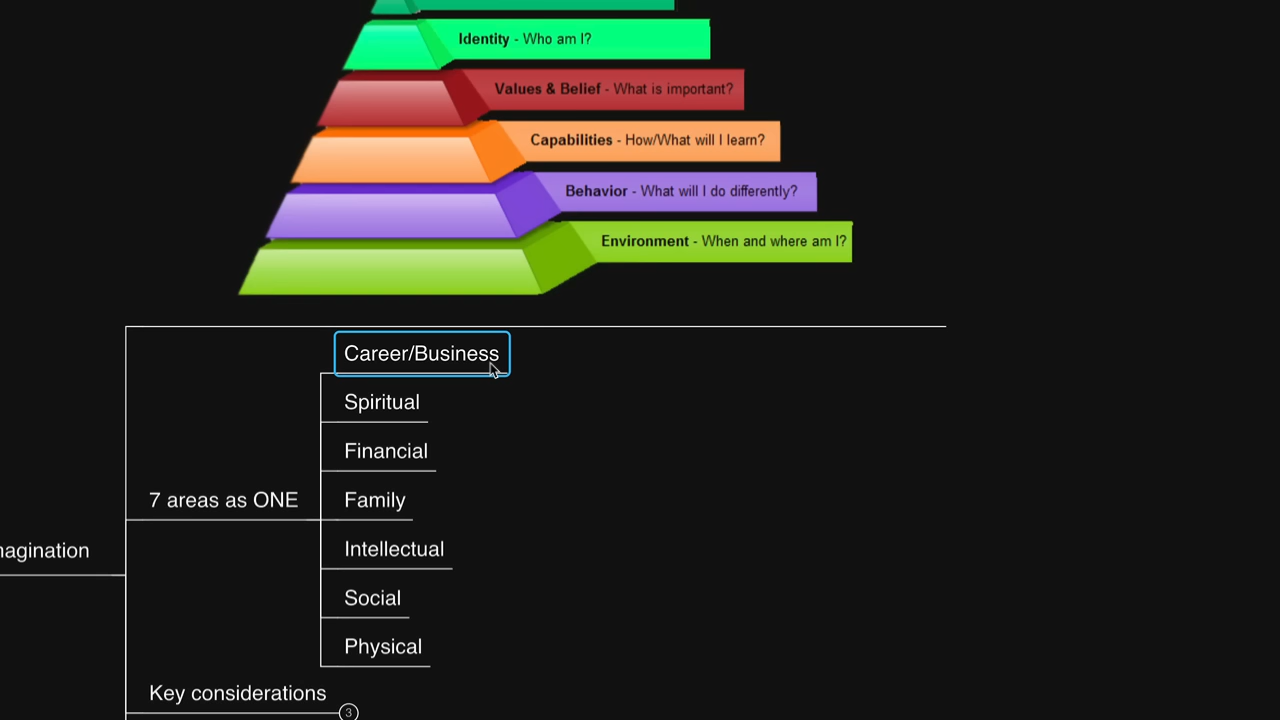 Identity - Who am I?
Values & Belief - What is important?
Capabilities - How/What will I learn?
Behavior - What will I do differently?
Environment - When and where am I?
Career/Business
Spiritual
Financial
Family
7 areas as ONE
Intellectual
nagination
Social
Physical
Key considerations
3